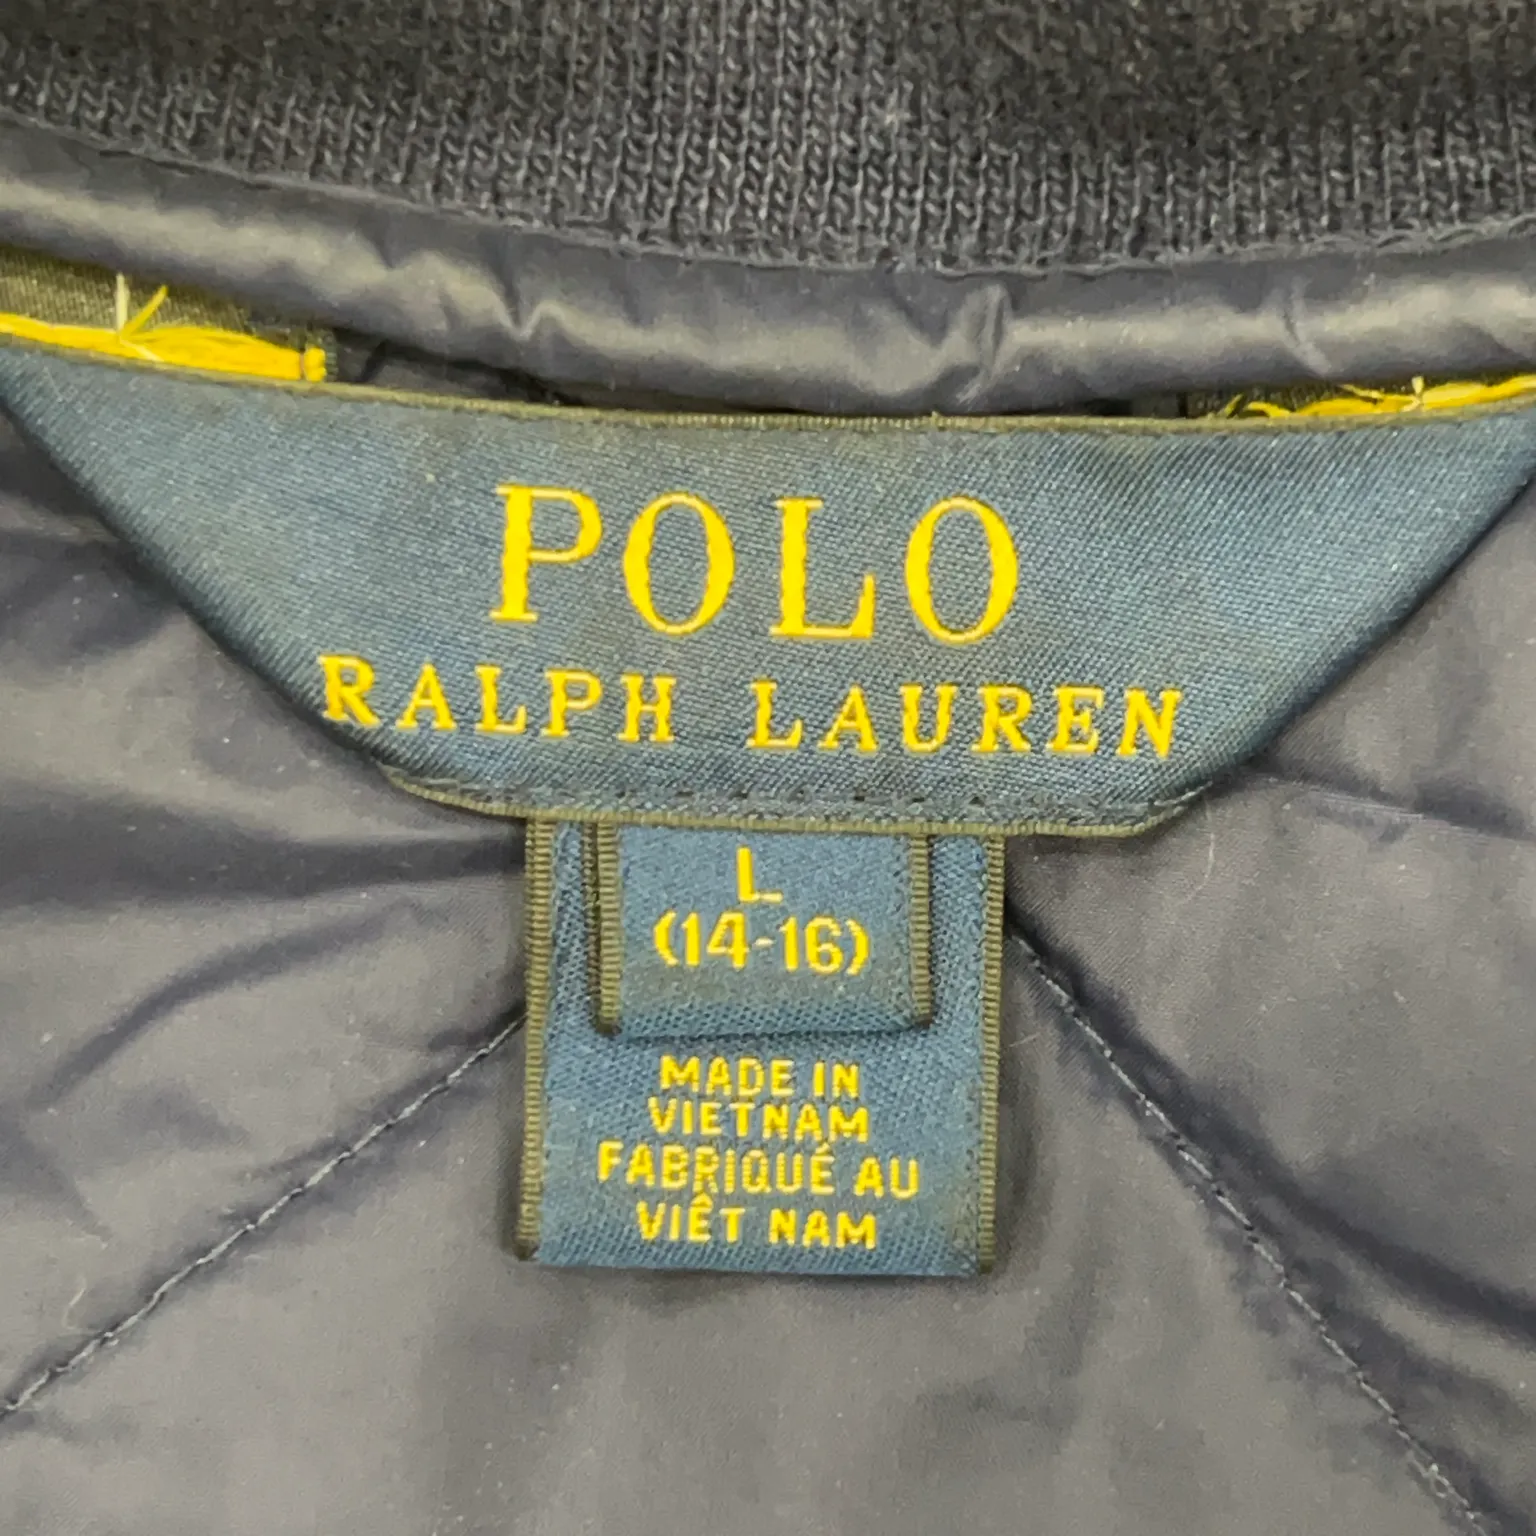 POLO
RALPH LAUREN
L
(14-16)
MADE IN
VIETNAM
FABRIQUÉ AU
VIÊT NAM